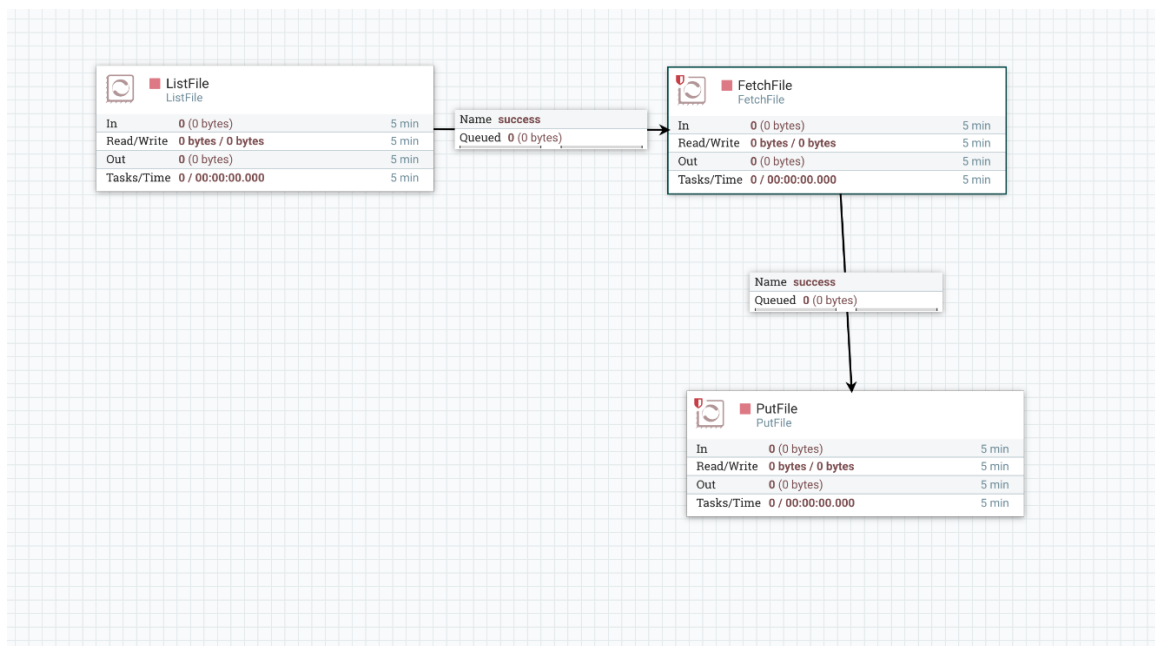 ListFile
ListFile
In 0 (0 bytes) 5 min
Read/Write 0 bytes / 0 bytes 5 min
Out 0 (0 bytes) 5 min
Tasks/Time 0 / 00:00:00.000 5 min
Name success
Queued 0 (0 bytes)
FetchFile
FetchFile
In 0 (0 bytes) 5 min
Read/Write 0 bytes / 0 bytes 5 min
Out 0 (0 bytes) 5 min
Tasks/Time 0 / 00:00:00.000 5 min
Name success
Queued 0 (0 bytes)
PutFile
PutFile
In 0 (0 bytes) 5 min
Read/Write 0 bytes / 0 bytes 5 min
Out 0 (0 bytes) 5 min
Tasks/Time 0 / 00:00:00.000 5 min